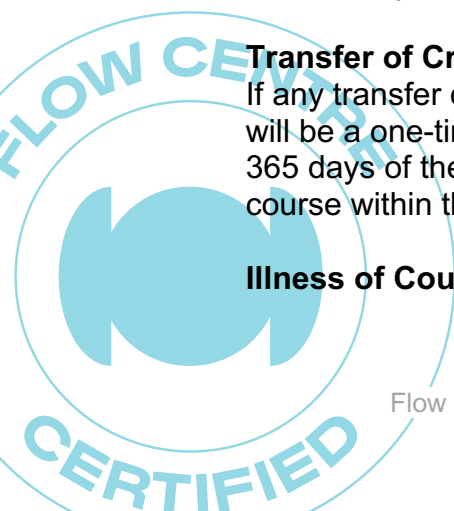 FLOW CENTRE
Transfer of Cr
If any transfer
will be a one-ti
365 days of the
course within th
Illness of Cou
Flow
CERTIFIED